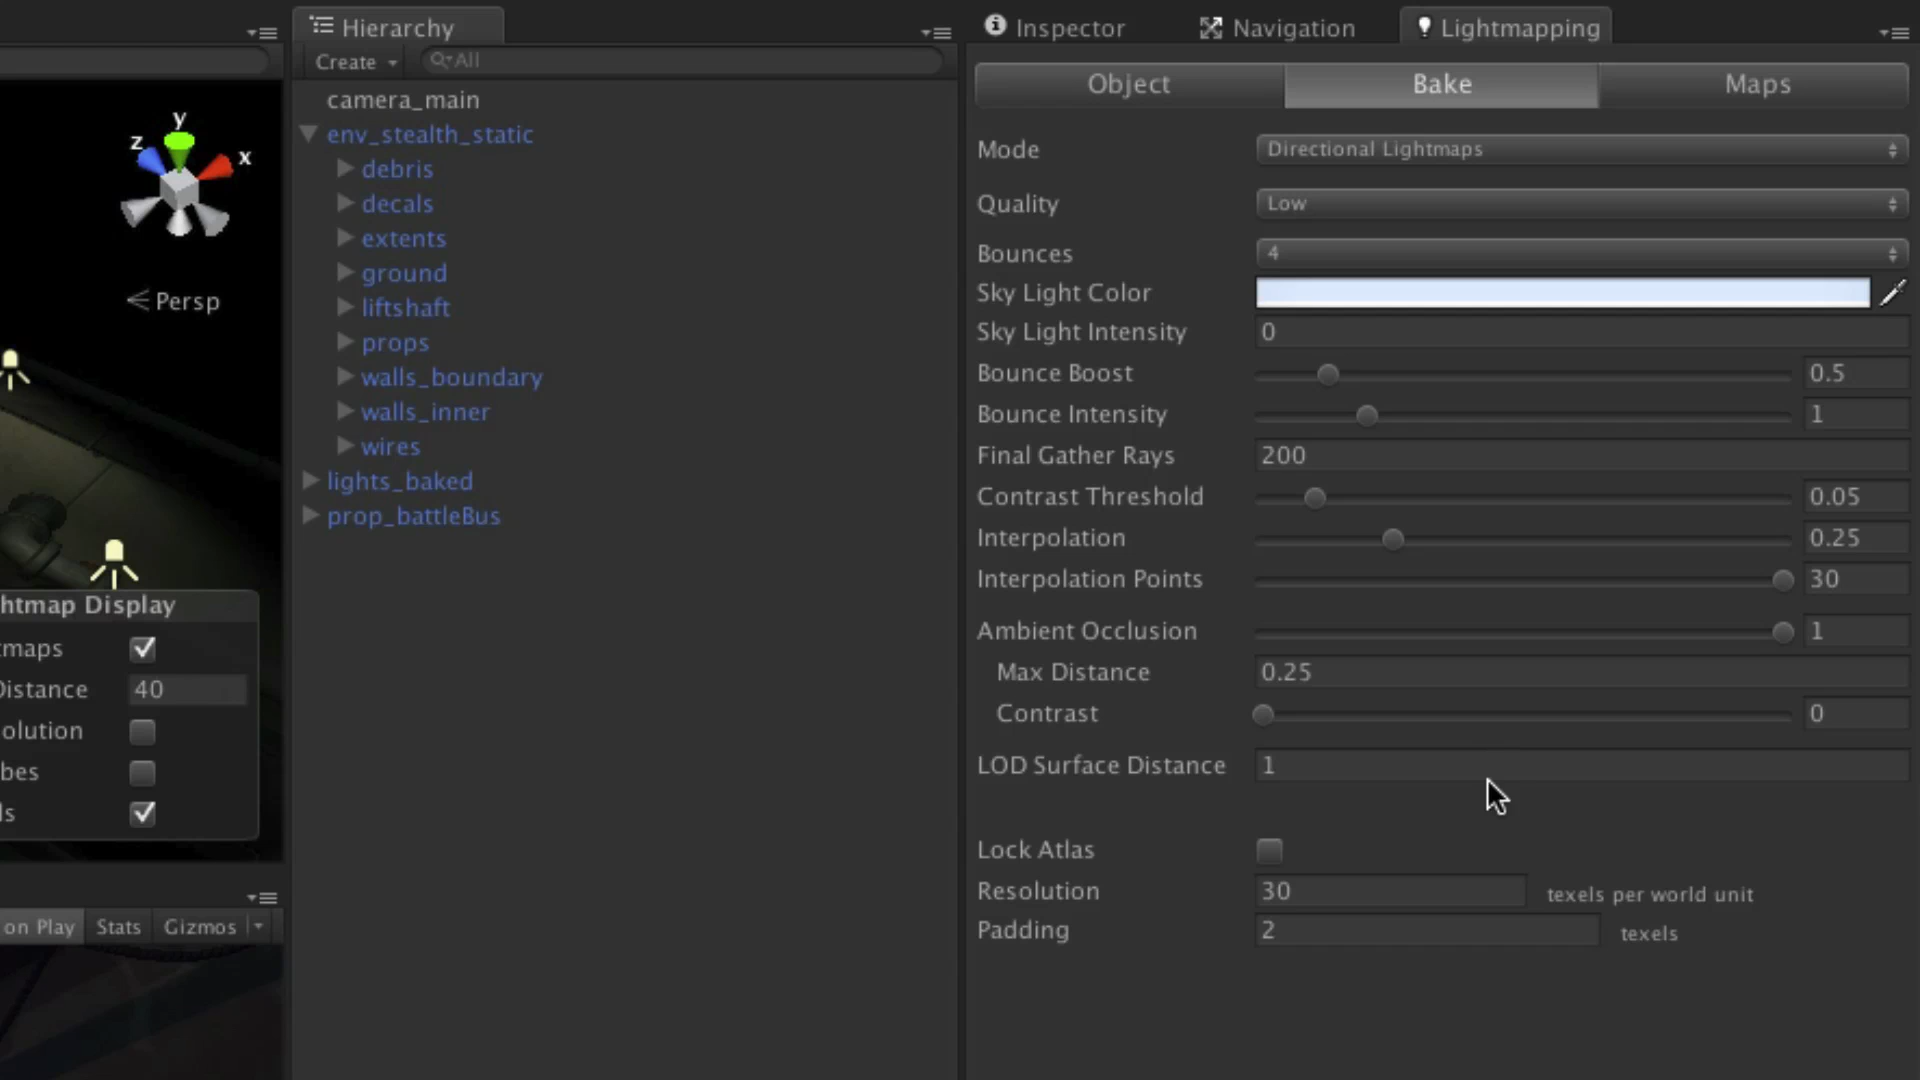 y
z
x
Persp
htmap Display
tmaps
Distance
40
olution
bes
ls
on Play
Stats
Gizmos
Hierarchy
Create
All
camera_main
env_stealth_static
debris
decals
extents
ground
liftshaft
props
walls_boundary
walls_inner
wires
lights_baked
prop_battleBus
Inspector
Navigation
Lightmapping
Object
Bake
Maps
Mode
Directional Lightmaps
Quality
Low
Bounces
4
Sky Light Color
Sky Light Intensity
0
Bounce Boost
0.5
Bounce Intensity
1
Final Gather Rays
200
Contrast Threshold
0.05
Interpolation
0.25
Interpolation Points
30
Ambient Occlusion
1
Max Distance
0.25
Contrast
0
LOD Surface Distance
1
Lock Atlas
Resolution
30
texels per world unit
Padding
2
texels